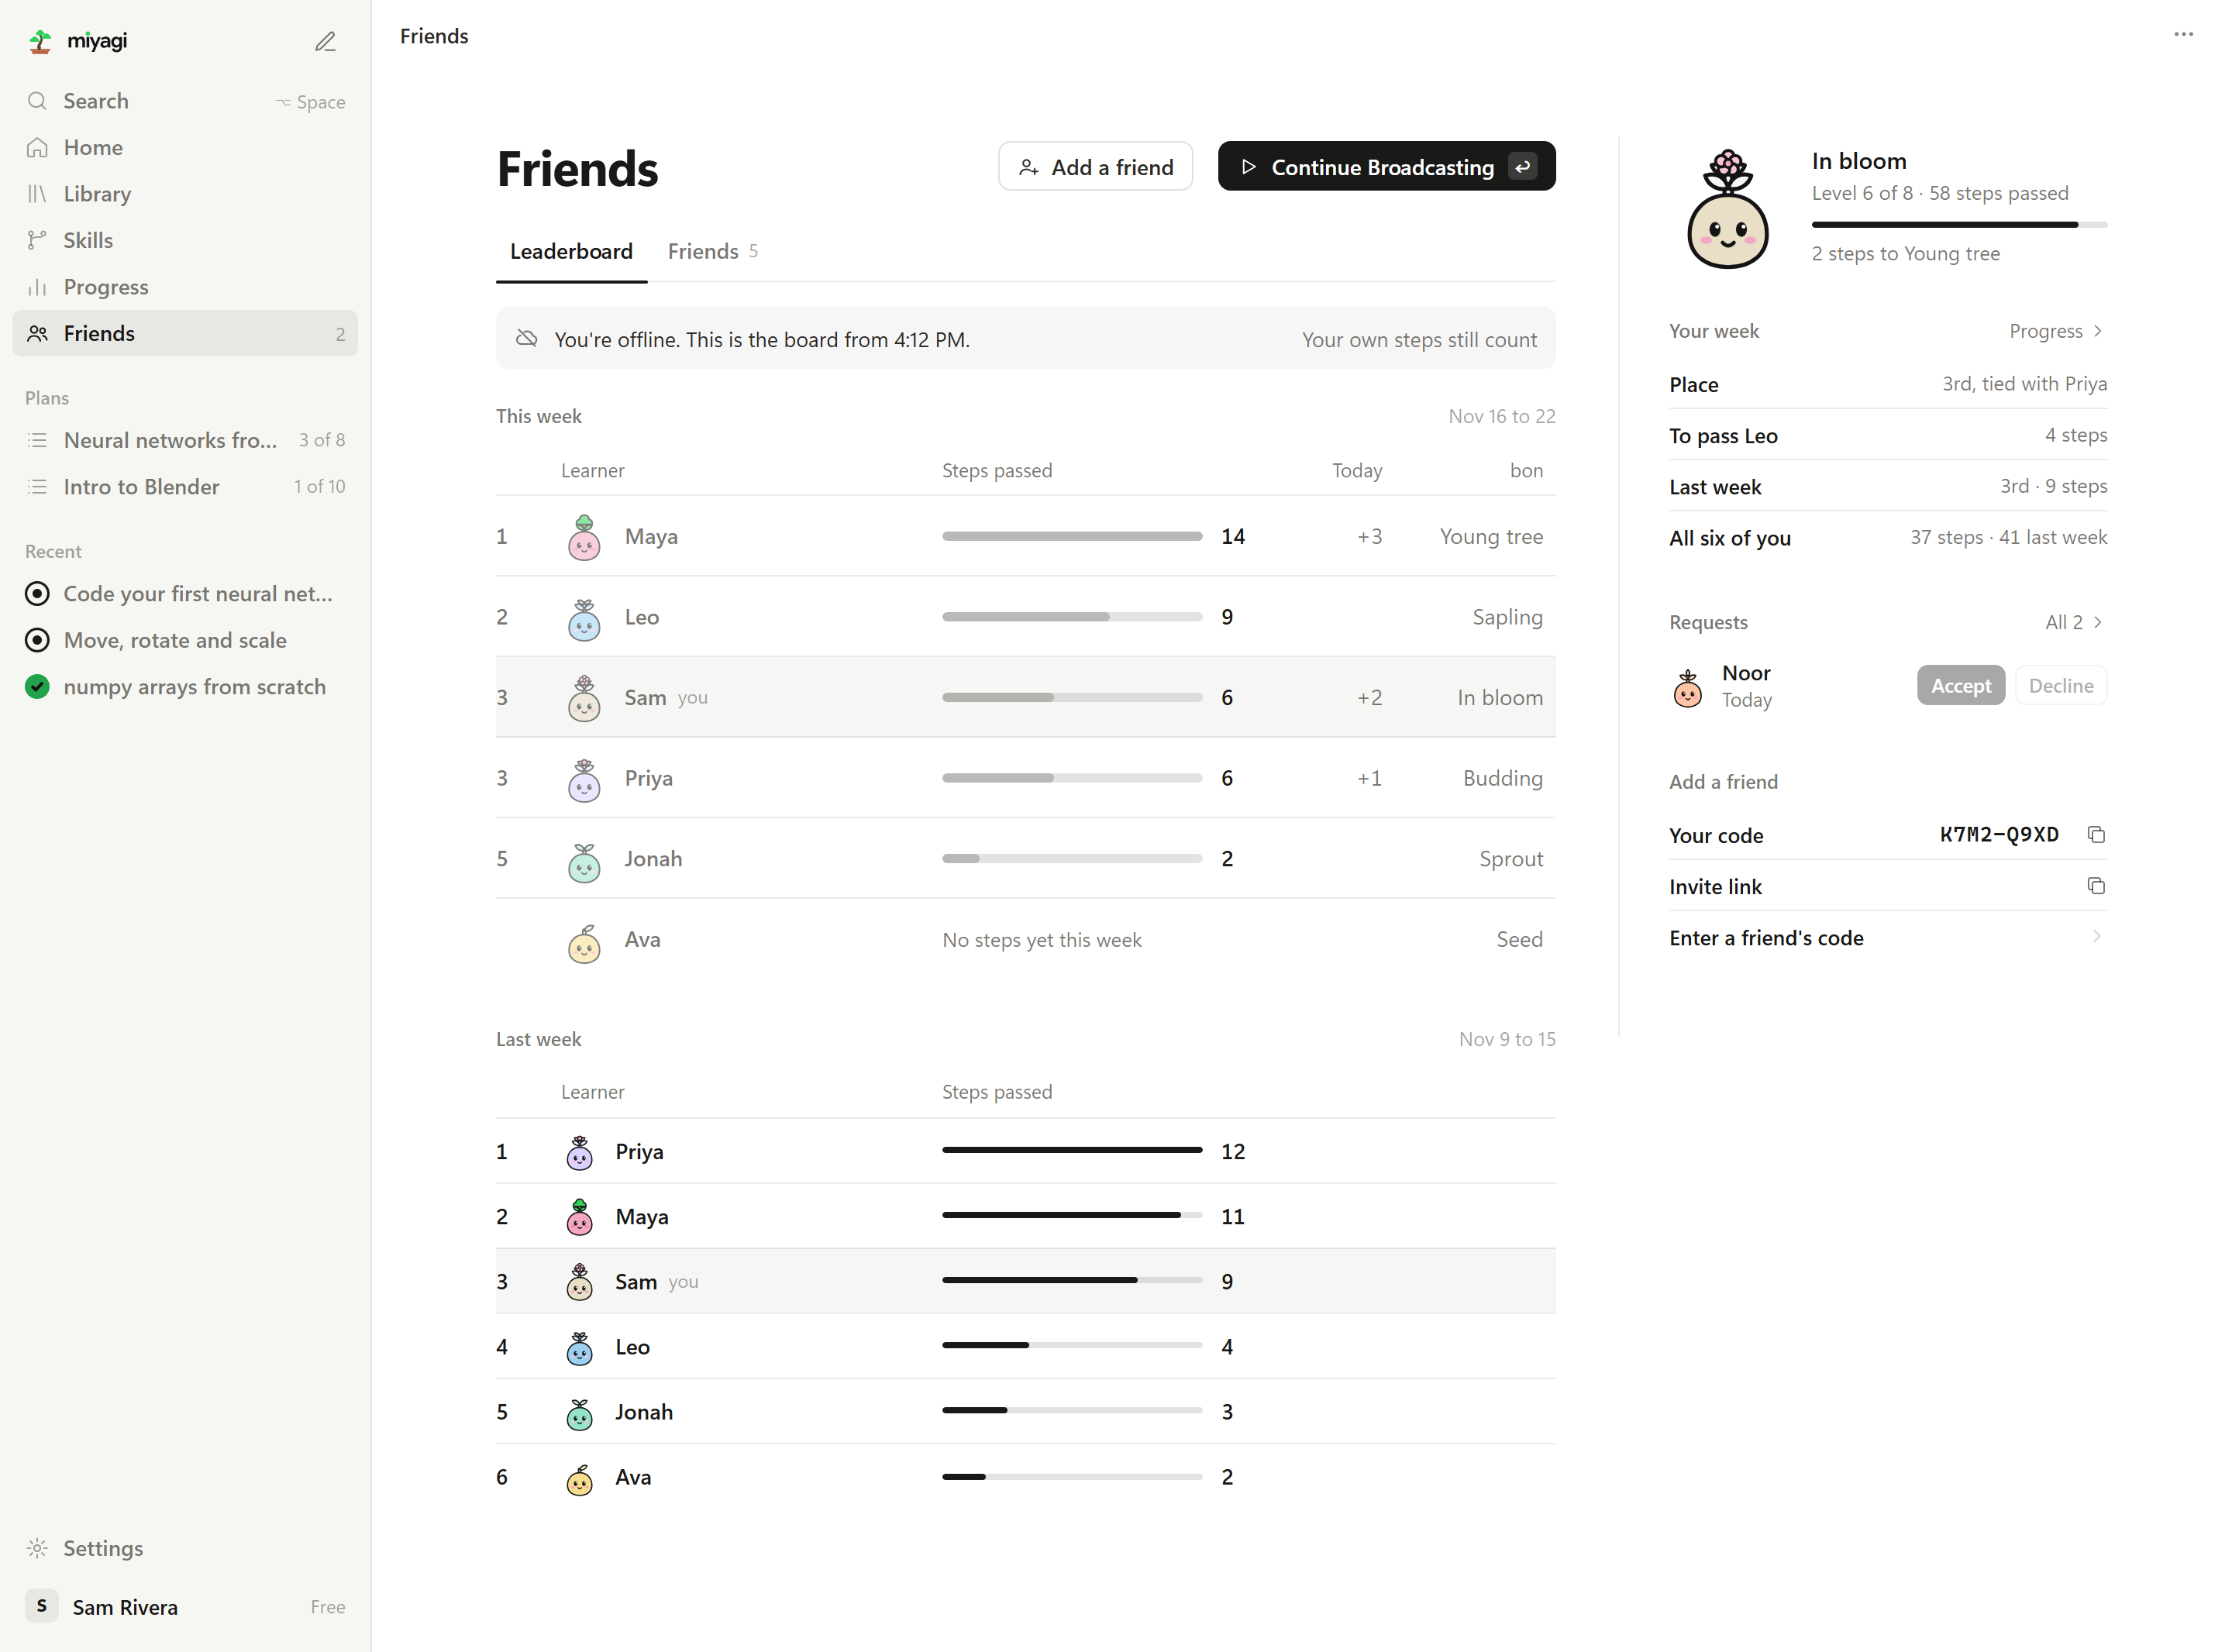 miyagi
Search ⌥ Space
Home
Library
Skills
Progress
Friends 2
Plans
Neural networks fro... 3 of 8
Intro to Blender 1 of 10
Recent
Code your first neural net...
Move, rotate and scale
numpy arrays from scratch
Settings
S Sam Rivera Free
Friends
Friends
Add a friend
Continue Broadcasting
Leaderboard
Friends 5
You're offline. This is the board from 4:12 PM.
Your own steps still count
This week Nov 16 to 22
Learner Steps passed Today bon
1 Maya 14 +3 Young tree
2 Leo 9 Sapling
3 Sam you 6 +2 In bloom
3 Priya 6 +1 Budding
5 Jonah 2 Sprout
Ava No steps yet this week Seed
Last week Nov 9 to 15
Learner Steps passed
1 Priya 12
2 Maya 11
3 Sam you 9
4 Leo 4
5 Jonah 3
6 Ava 2
In bloom
Level 6 of 8 · 58 steps passed
2 steps to Young tree
Your week Progress
Place 3rd, tied with Priya
To pass Leo 4 steps
Last week 3rd · 9 steps
All six of you 37 steps · 41 last week
Requests All 2
Noor
Today
Accept
Decline
Add a friend
Your code K7M2-Q9XD
Invite link
Enter a friend's code